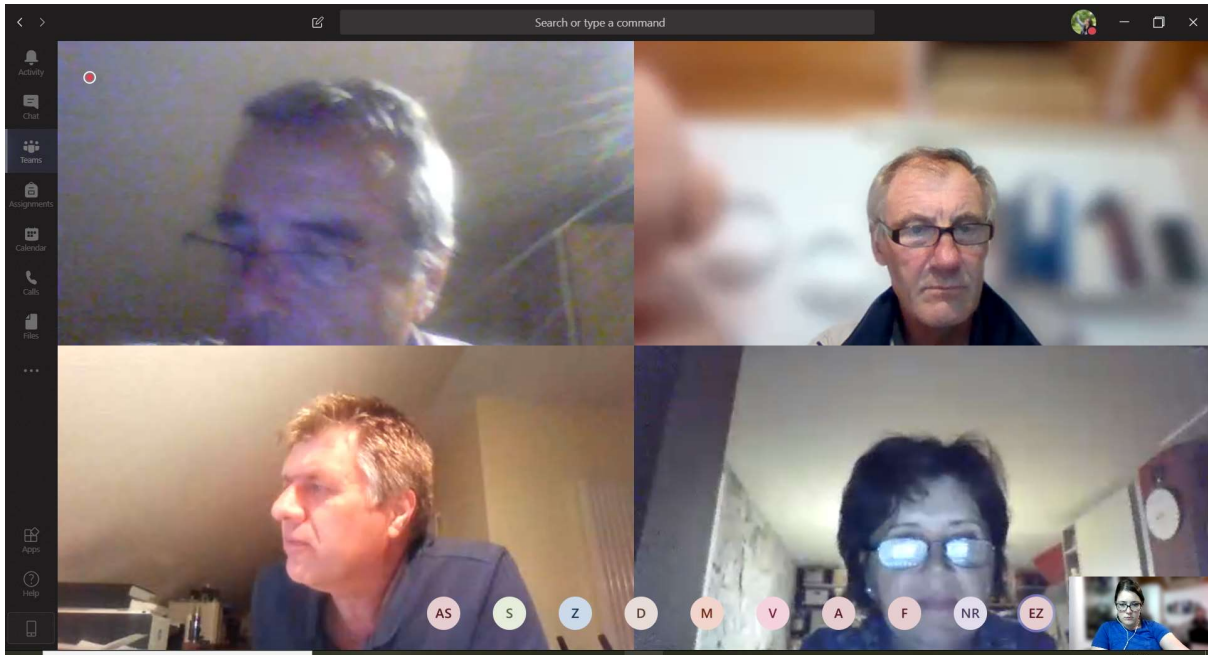 Search or type a command
Activity
Chat
Teams
Assignments
Calendar
Calls
Files
Apps
Help
AS S Z D M V A F NR EZ